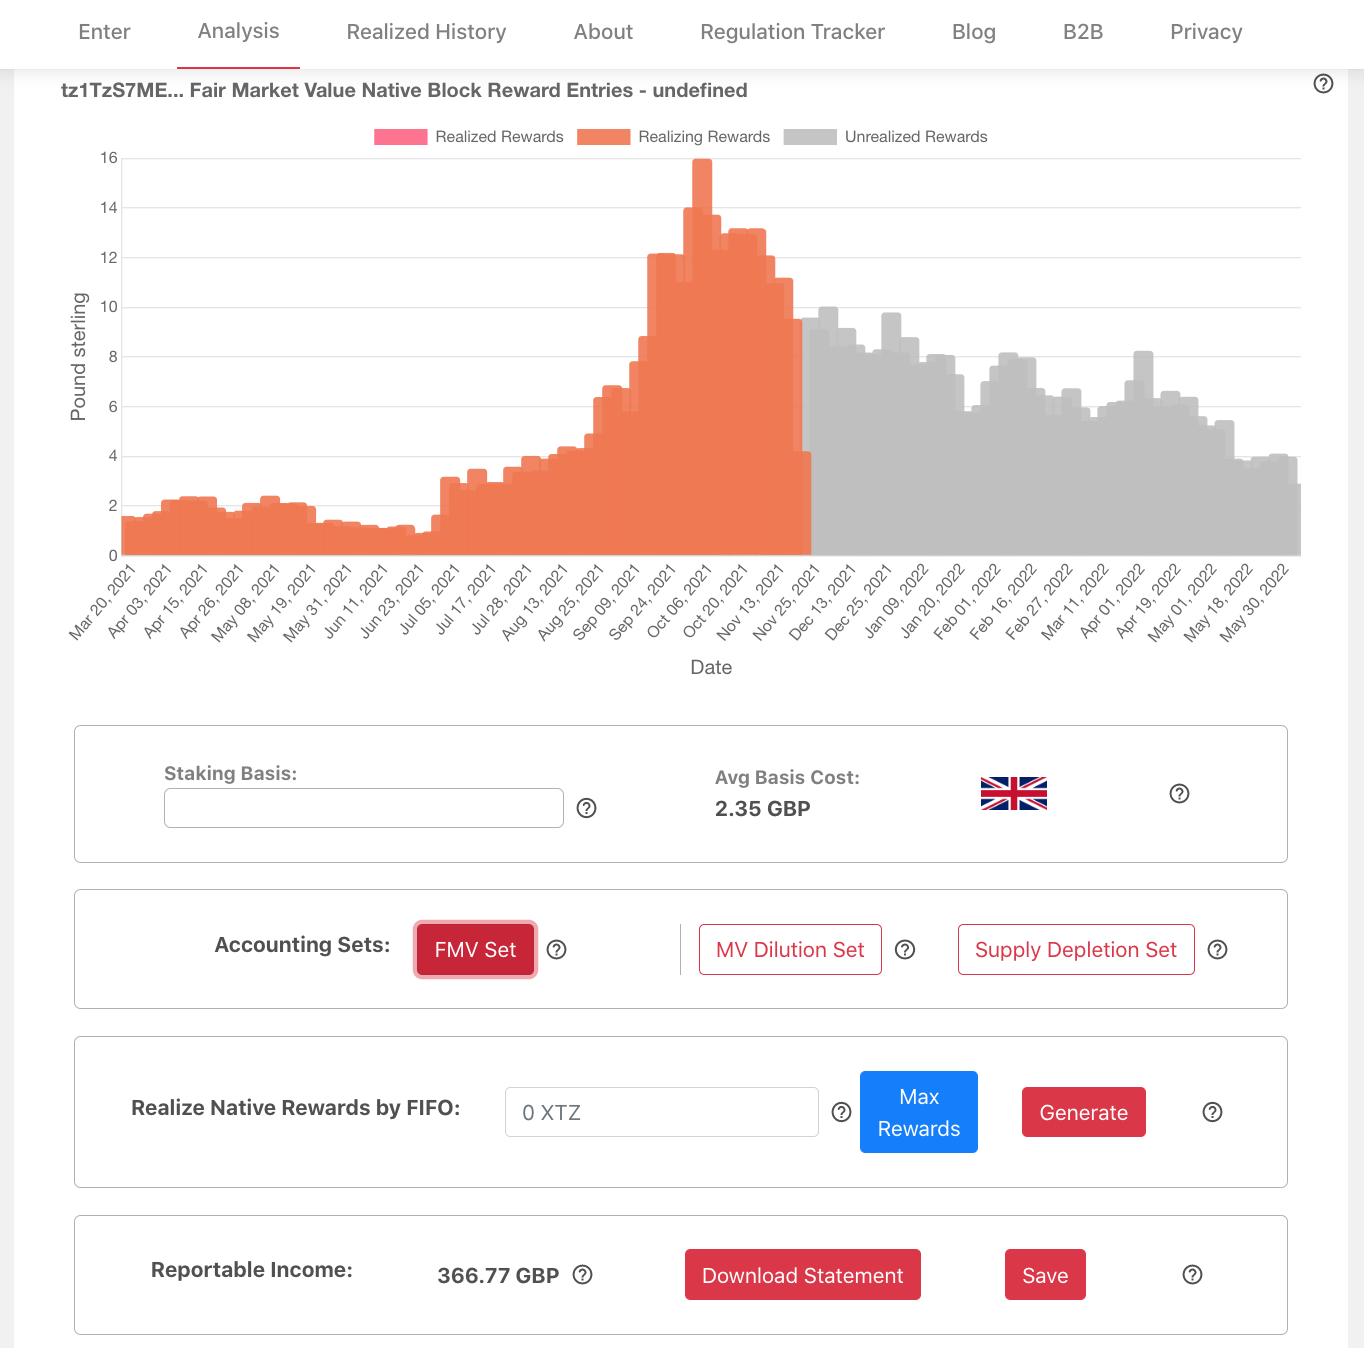 Enter Analysis Realized History About Regulation Tracker Blog B2B Privacy
tz1TzS7ME... Fair Market Value Native Block Reward Entries - undefined
Realized Rewards Realizing Rewards Unrealized Rewards
16
14
12
10
8
6
4
2
0
Pound sterling
Mar 20, 2021
Apr 03, 2021
Apr 15, 2021
Apr 26, 2021
May 08, 2021
May 19, 2021
May 31, 2021
Jun 11, 2021
Jun 23, 2021
Jul 05, 2021
Jul 17, 2021
Jul 28, 2021
Aug 13, 2021
Aug 25, 2021
Sep 09, 2021
Sep 24, 2021
Oct 06, 2021
Oct 20, 2021
Nov 13, 2021
Nov 25, 2021
Dec 13, 2021
Dec 25, 2021
Jan 09, 2022
Jan 20, 2022
Feb 01, 2022
Feb 16, 2022
Feb 27, 2022
Mar 11, 2022
Apr 01, 2022
Apr 19, 2022
May 01, 2022
May 18, 2022
May 30, 2022
Date
Staking Basis:
Avg Basis Cost:
2.35 GBP
Accounting Sets: FMV Set MV Dilution Set Supply Depletion Set
Realize Native Rewards by FIFO: 0 XTZ
Max
Rewards
Generate
Reportable Income: 366.77 GBP Download Statement Save